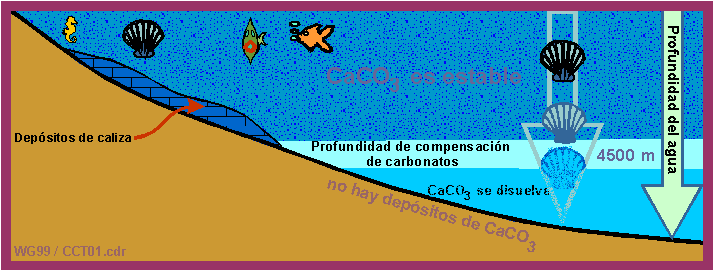 CaCO₃ es estable
Profundidad del agua
Depósitos de caliza
Profundidad de compensación
de carbonatos
4500 m
CaCO₃ se disuelve
no hay depósitos de CaCO₃
WG99 / CCT01.cdr